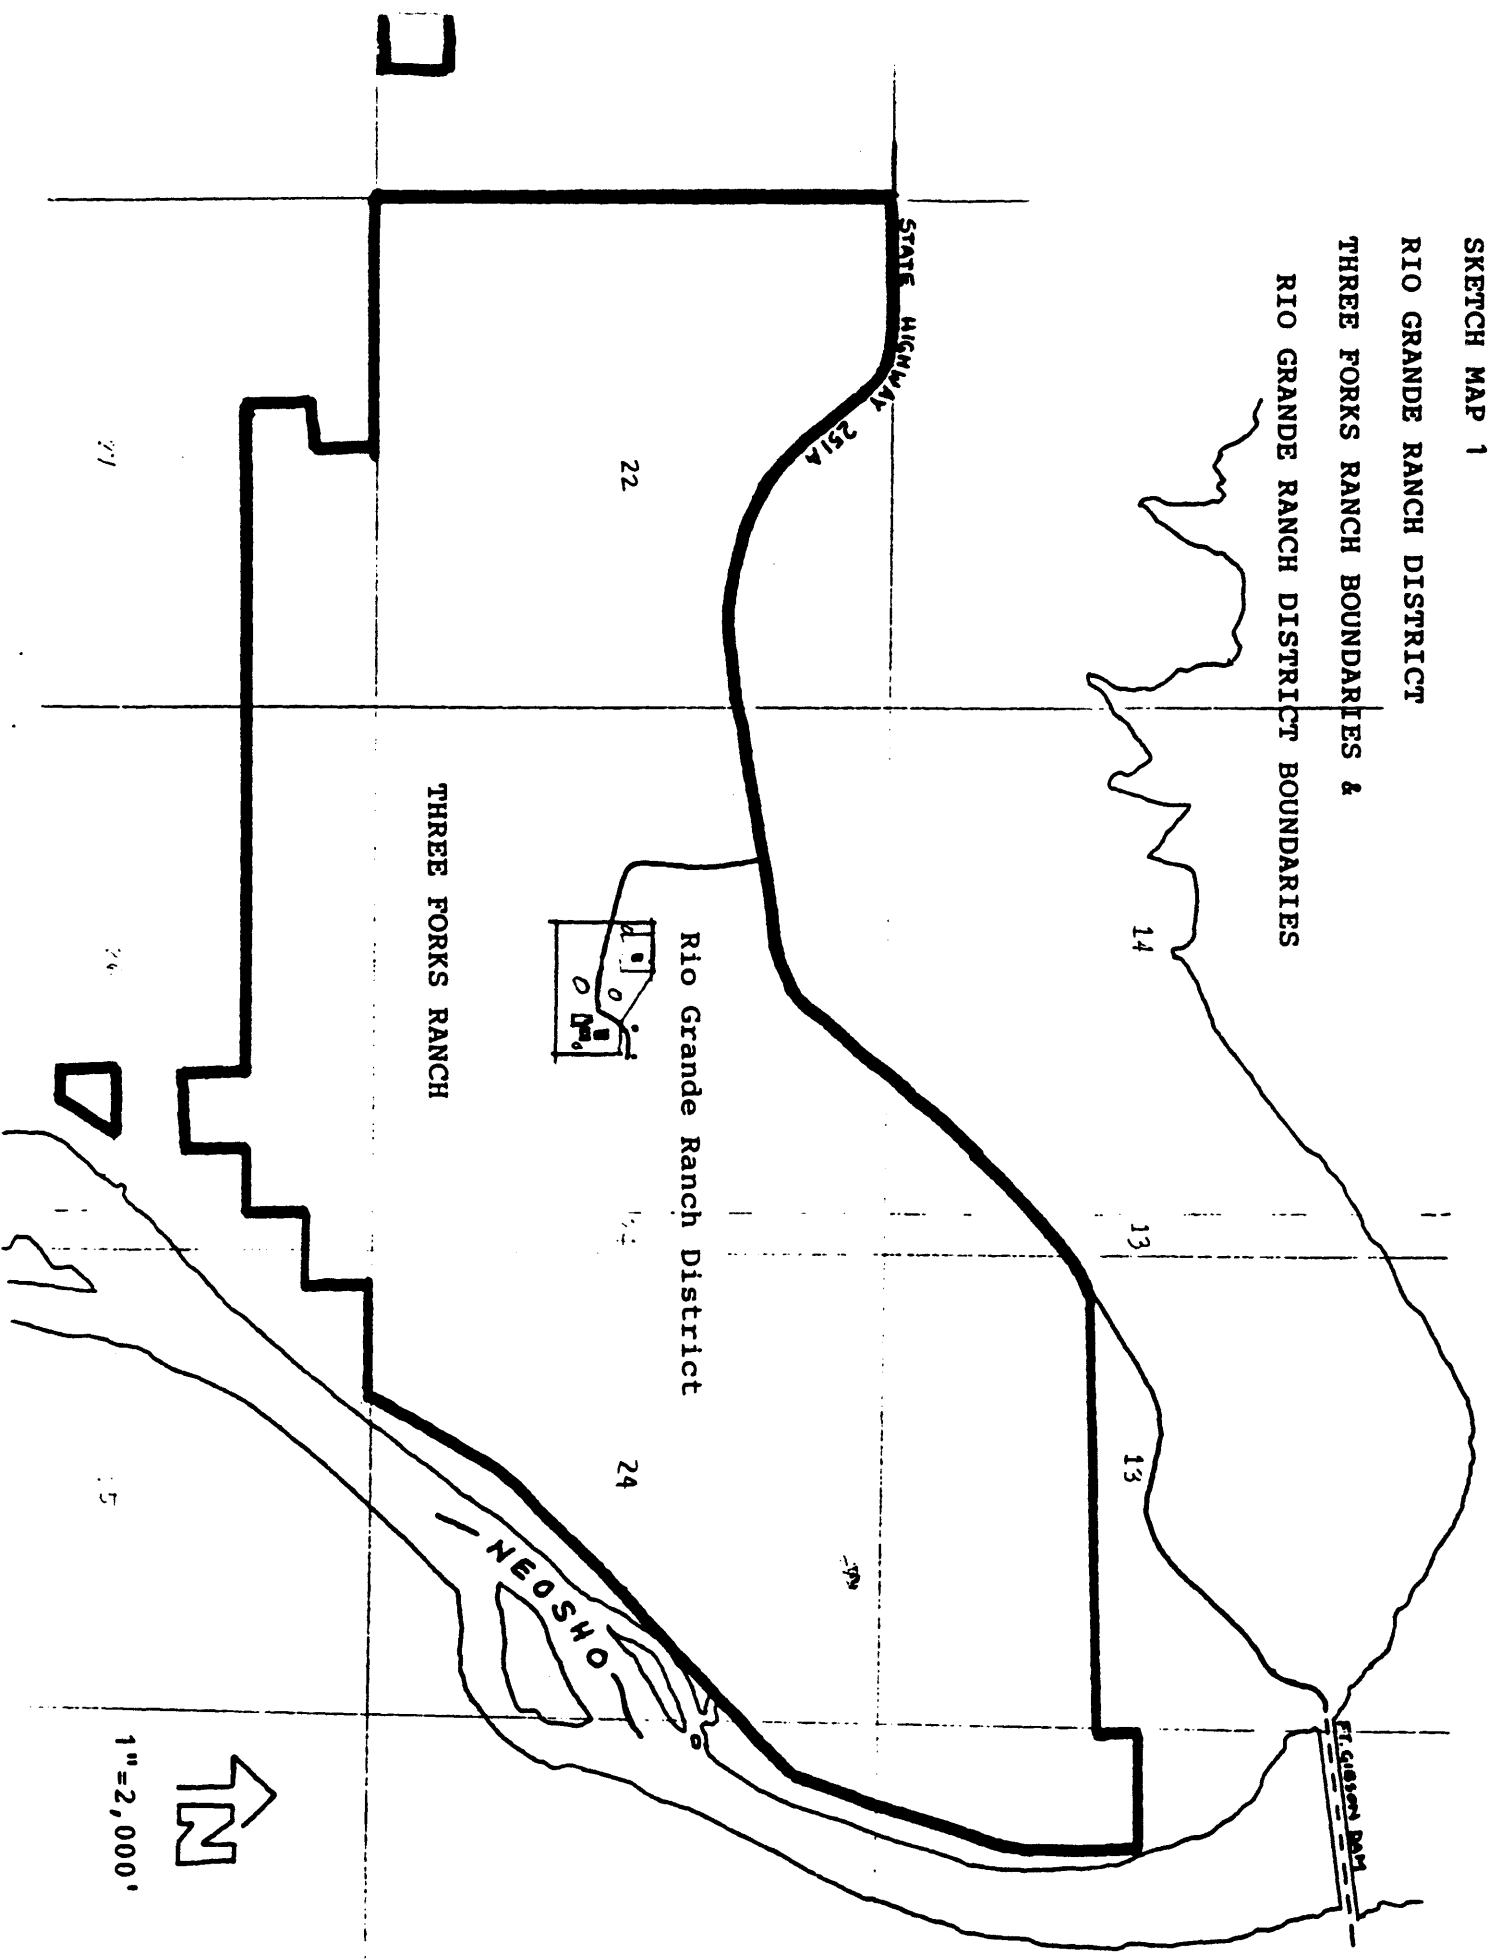 SKETCH MAP 1
RIO GRANDE RANCH DISTRICT
THREE FORKS RANCH BOUNDARIES &
RIO GRANDE RANCH DISTRICT BOUNDARIES
14
13
13
STATE HIGHWAY 251A
FT. GIBSON DAM
22
Rio Grande Ranch District
24
THREE FORKS RANCH
NEOSHO
N
1"=2,000'